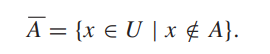 A̅ = {x ∈ U | x ∉ A}.